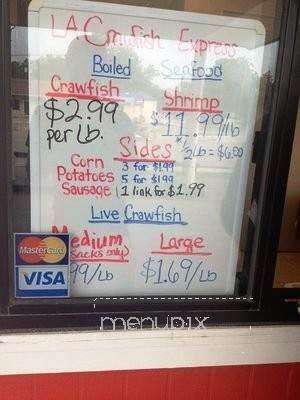 LA Crawfish Express
Boiled Seafood
Crawfish Shrimp
$2.99 per Lb.
$11.99/lb
1/2 Lb = $6.00
Sides
Corn 3 for $1.99
Potatoes 5 for $1.99
Sausage 1 link for $1.99
Live Crawfish
Medium (sacks only) Large
99/Lb $1.69/Lb
MasterCard
VISA
menupix